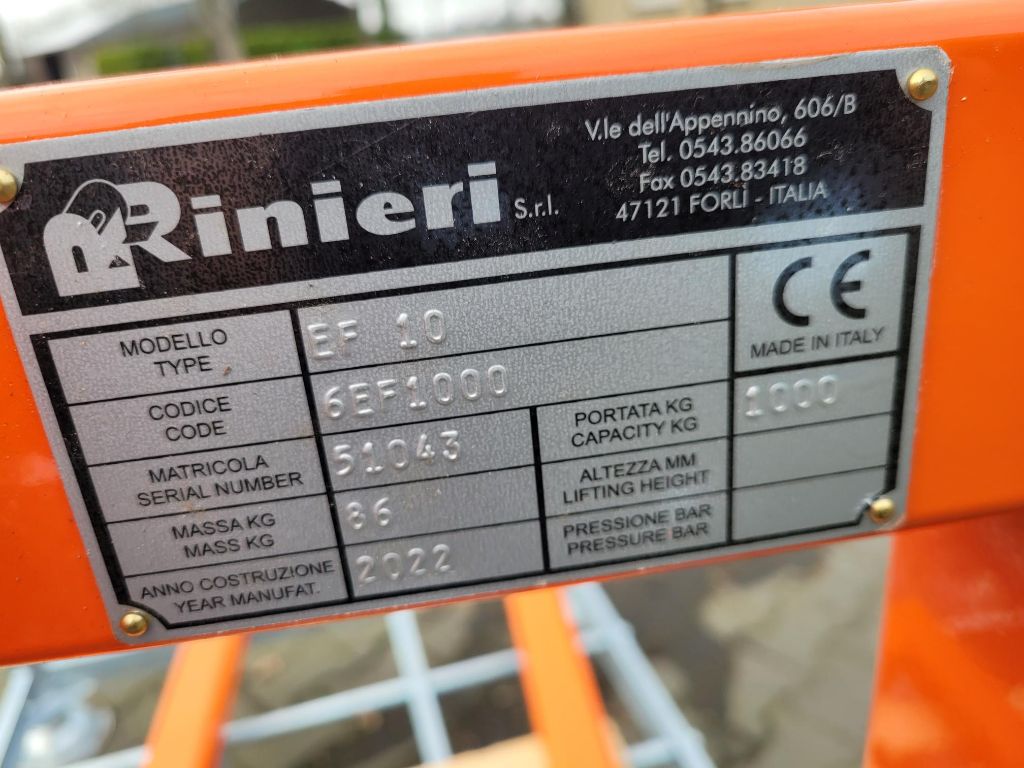 Rinieri S.r.l.
V.le dell'Appennino, 606/B
Tel. 0543.86066
Fax 0543.83418
47121 FORLÌ - ITALIA
MODELLO
TYPE
EF 10
CE
MADE IN ITALY
CODICE
CODE
6EF1000
MATRICOLA
SERIAL NUMBER
51043
PORTATA KG
CAPACITY KG
1000
MASSA KG
MASS KG
86
ALTEZZA MM
LIFTING HEIGHT
ANNO COSTRUZIONE
YEAR MANUFAT.
2022
PRESSIONE BAR
PRESSURE BAR